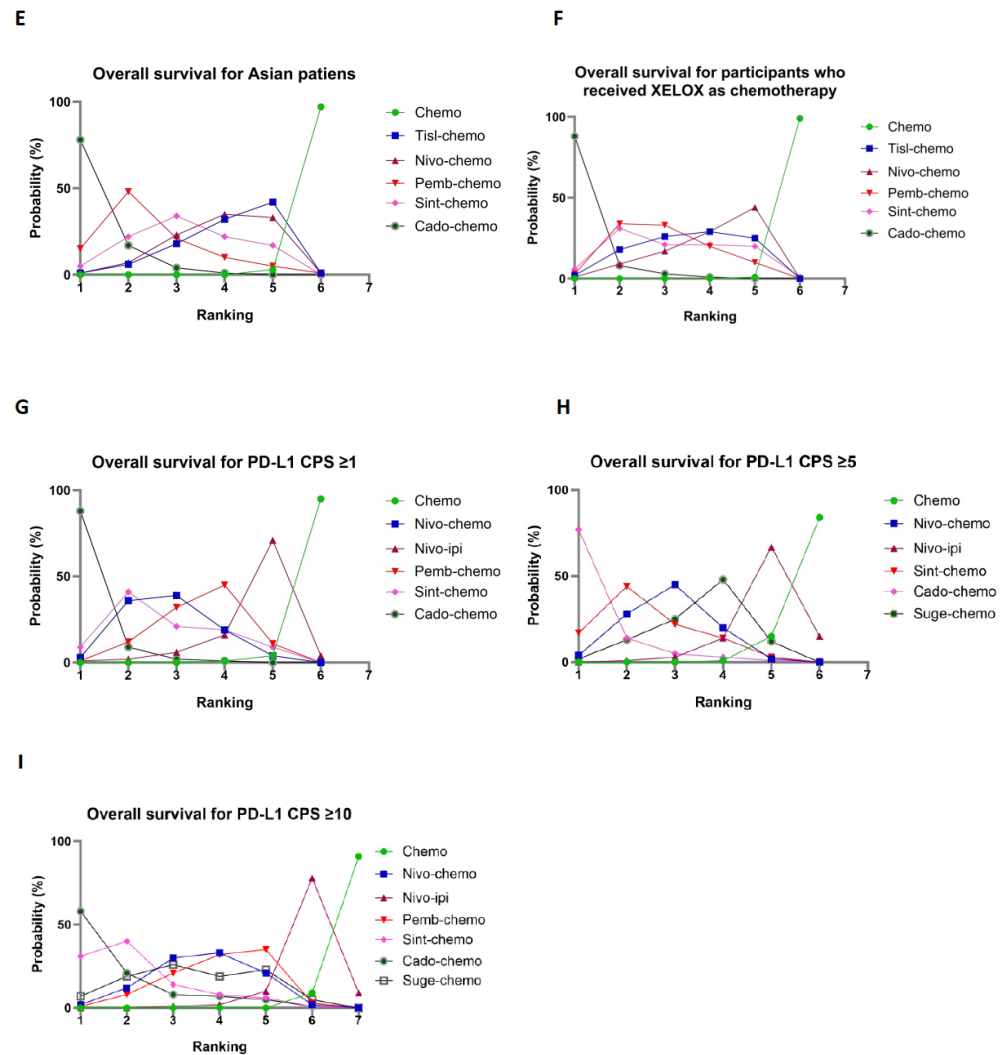 E
Overall survival for Asian patiens
100
50
0
Probability (%)
1 2 3 4 5 6 7
Ranking
Chemo
Tisl-chemo
Nivo-chemo
Pemb-chemo
Sint-chemo
Cado-chemo
F
Overall survival for participants who
received XELOX as chemotherapy
100
50
0
Probability (%)
1 2 3 4 5 6 7
Ranking
Chemo
Tisl-chemo
Nivo-chemo
Pemb-chemo
Sint-chemo
Cado-chemo
G
Overall survival for PD-L1 CPS ≥1
100
50
0
Probability (%)
1 2 3 4 5 6 7
Ranking
Chemo
Nivo-chemo
Nivo-ipi
Pemb-chemo
Sint-chemo
Cado-chemo
H
Overall survival for PD-L1 CPS ≥5
100
50
0
Probability (%)
1 2 3 4 5 6 7
Ranking
Chemo
Nivo-chemo
Nivo-ipi
Sint-chemo
Cado-chemo
Suge-chemo
I
Overall survival for PD-L1 CPS ≥10
100
50
0
Probability (%)
1 2 3 4 5 6 7
Ranking
Chemo
Nivo-chemo
Nivo-ipi
Pemb-chemo
Sint-chemo
Cado-chemo
Suge-chemo